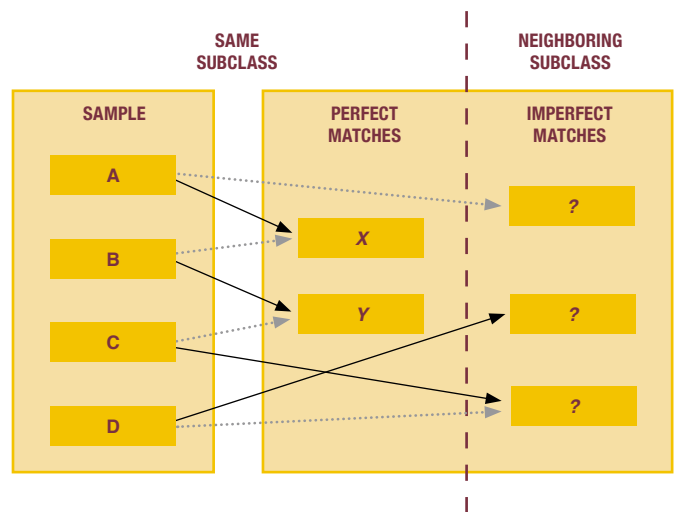 SAME
SUBCLASS
NEIGHBORING
SUBCLASS
SAMPLE
PERFECT
MATCHES
IMPERFECT
MATCHES
A
B
C
D
X
Y
?
?
?